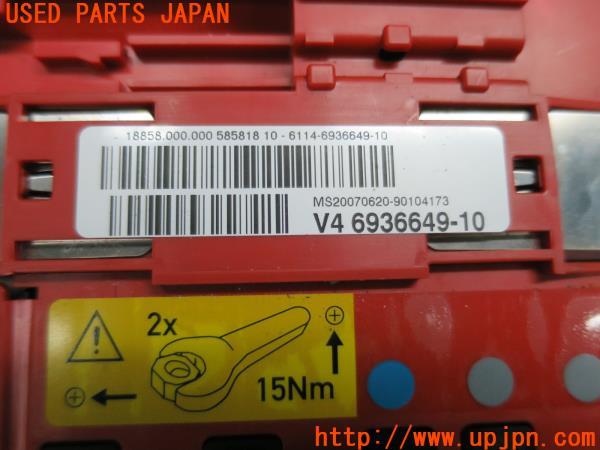 USED PARTS JAPAN
18858.000.000 585818 10 - 6114-6936649-10
MS20070620-90104173
V4 6936649-10
2x
15Nm
http://www.upjpn.com